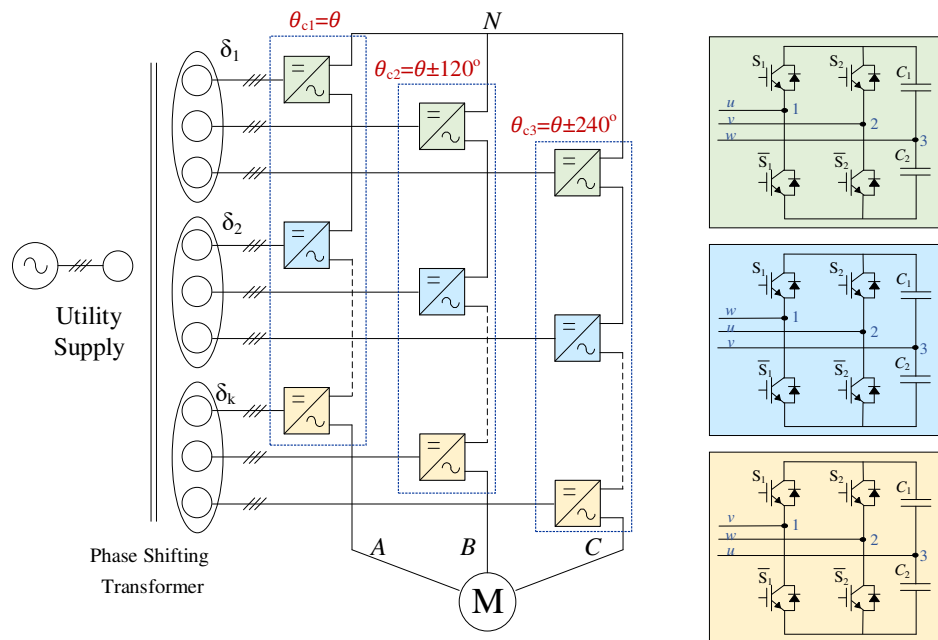 θc1=θ
N
δ1
θc2=θ±120°
θc3=θ±240°
δ2
Utility
Supply
δk
Phase Shifting
Transformer
A
B
C
M
S1
S2
C1
u
1
v
2
w
3
S̅1
S̅2
C2
S1
S2
C1
w
1
u
2
v
3
S̅1
S̅2
C2
S1
S2
C1
v
1
w
2
u
3
S̅1
S̅2
C2